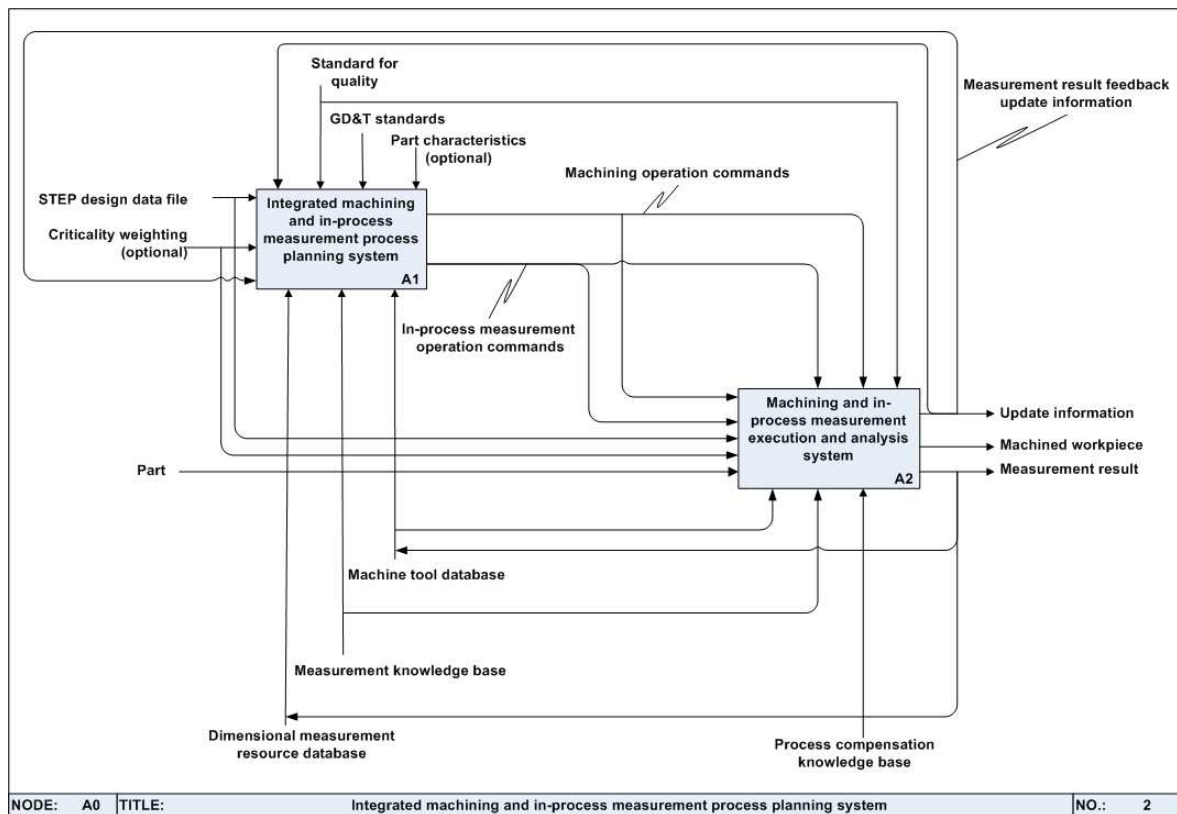 Standard for
quality
Measurement result feedback
update information
GD&T standards
Part characteristics
(optional)
Machining operation commands
STEP design data file
Integrated machining
and in-process
measurement process
planning system
A1
Criticality weighting
(optional)
In-process measurement
operation commands
Machining and in-
process measurement
execution and analysis
system
A2
Update information
Machined workpiece
Measurement result
Part
Machine tool database
Measurement knowledge base
Dimensional measurement
resource database
Process compensation
knowledge base
NODE: A0 TITLE: Integrated machining and in-process measurement process planning system NO.: 2